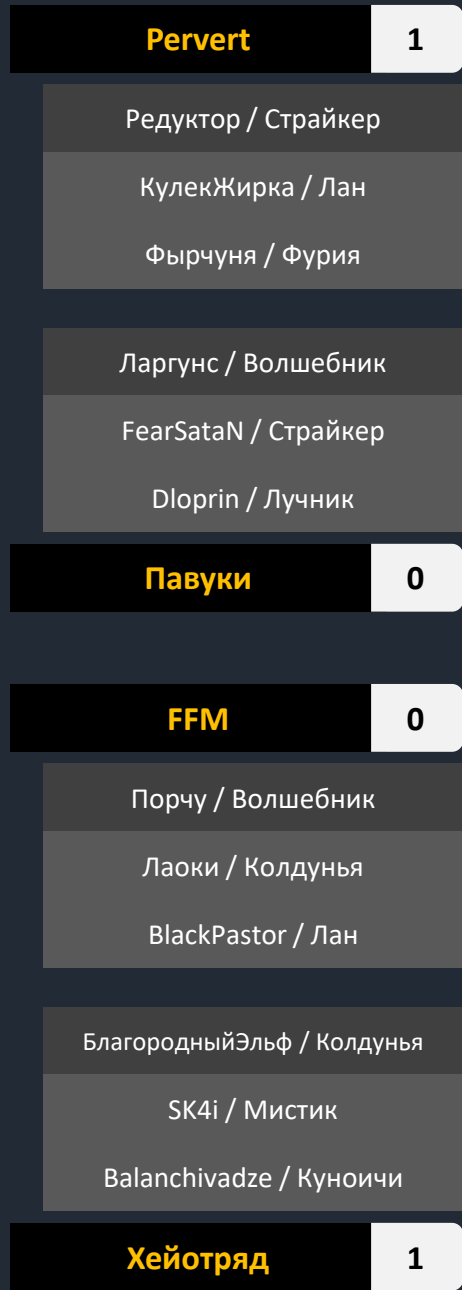 Pervert 1
Редуктор / Страйкер
КулекЖирка / Лан
Фырчуня / Фурия
Ларгунс / Волшебник
FearSataN / Страйкер
Dloprin / Лучник
Павуки 0
FFM 0
Порчу / Волшебник
Лаоки / Колдунья
BlackPastor / Лан
БлагородныйЭльф / Колдунья
SK4i / Мистик
Balanchivadze / Куноичи
Хейотряд 1